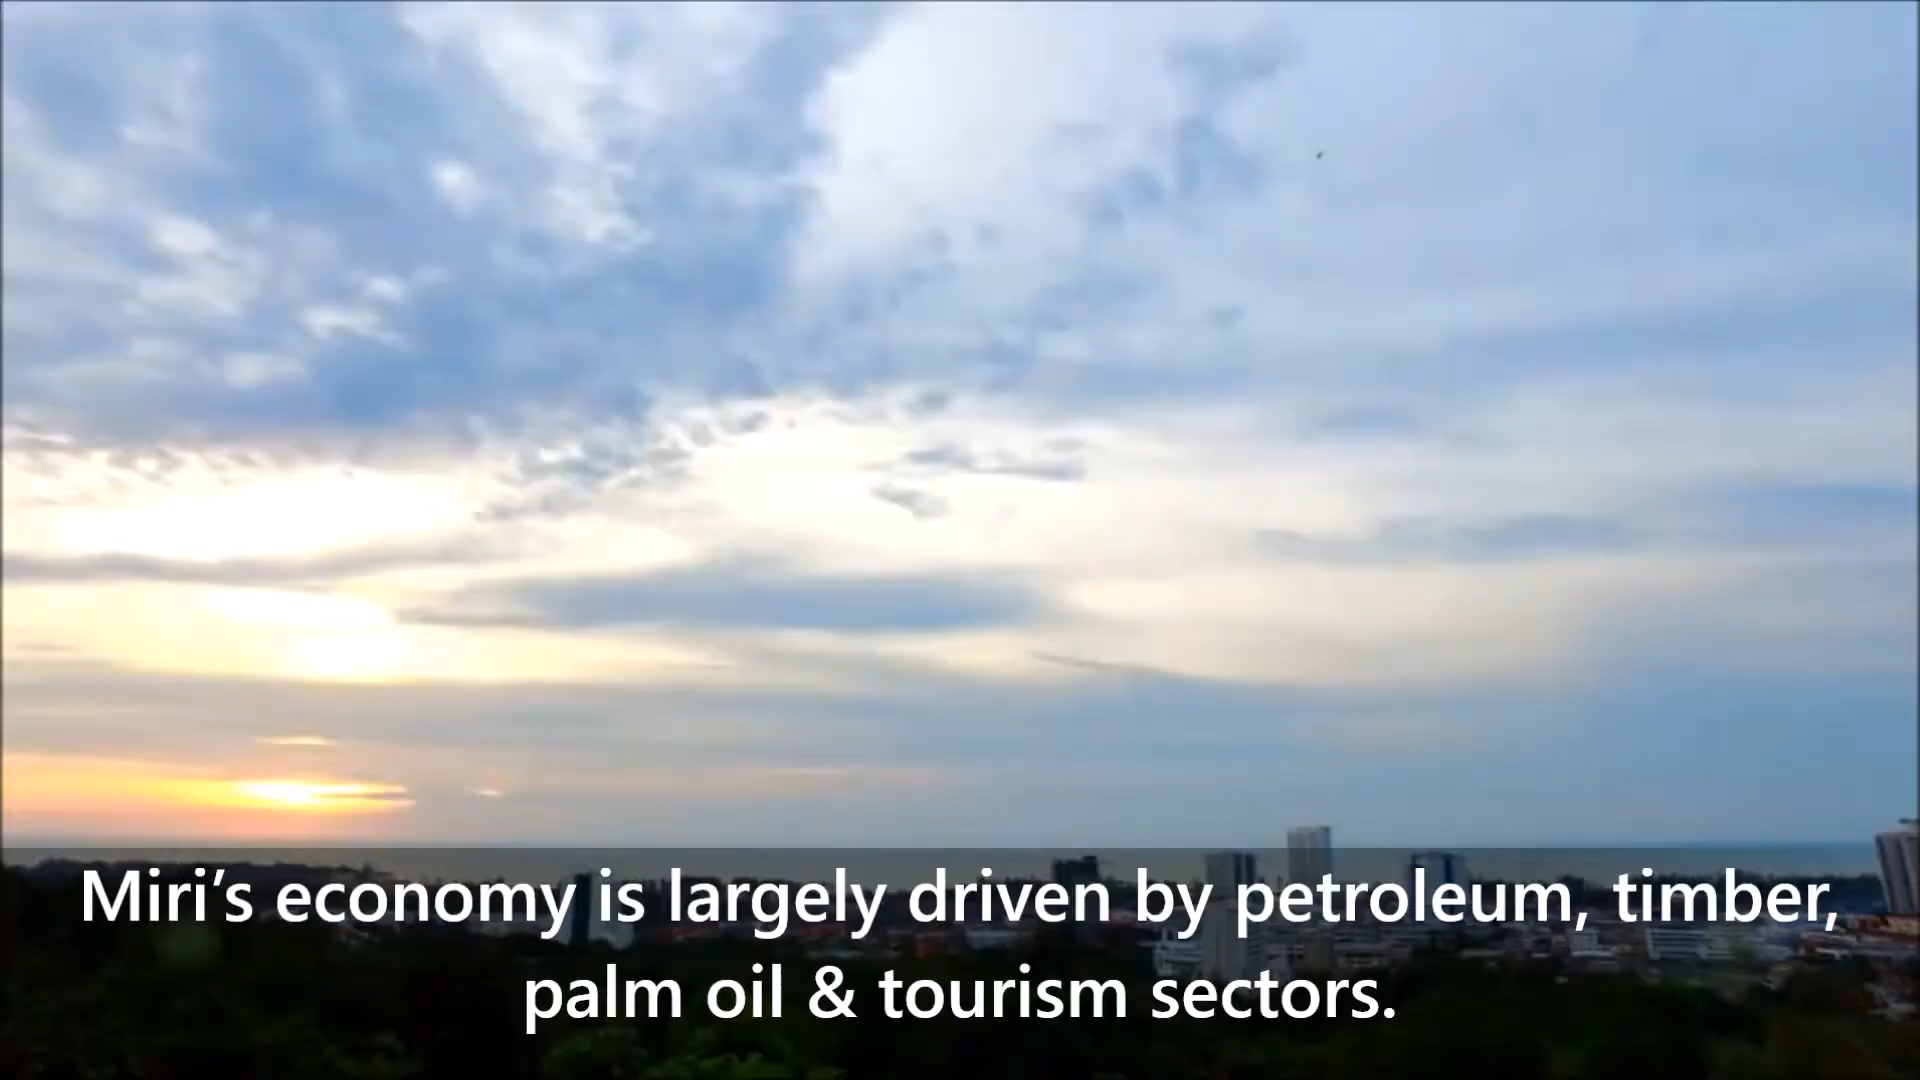 Miri’s economy is largely driven by petroleum, timber,
palm oil & tourism sectors.